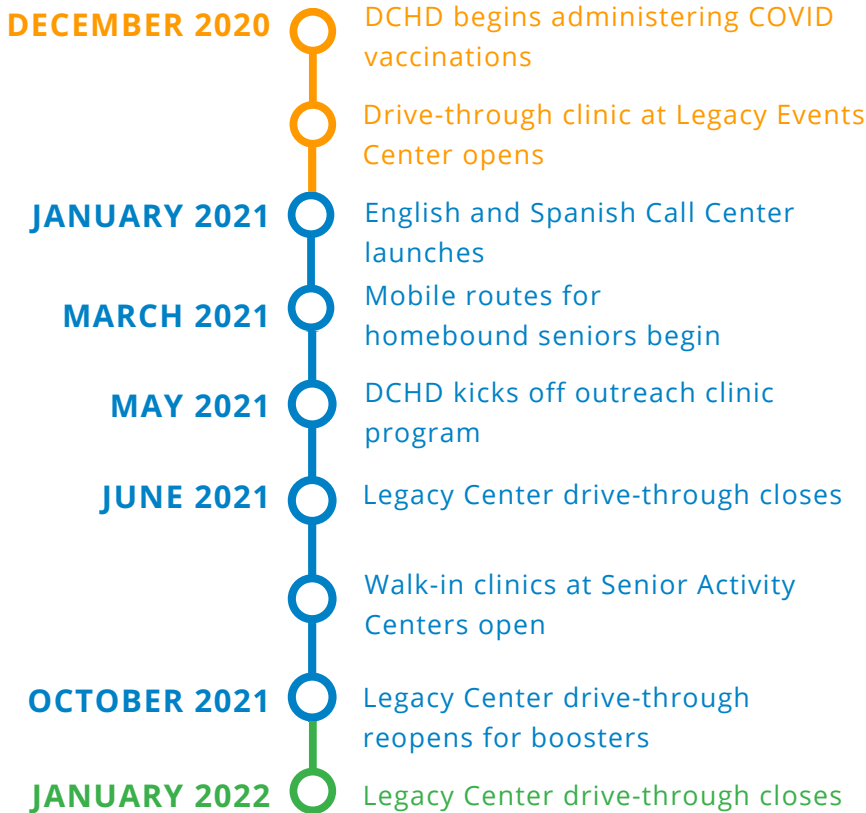 DECEMBER 2020
DCHD begins administering COVID
vaccinations
Drive-through clinic at Legacy Events
Center opens
JANUARY 2021
English and Spanish Call Center
launches
MARCH 2021
Mobile routes for
homebound seniors begin
MAY 2021
DCHD kicks off outreach clinic
program
JUNE 2021
Legacy Center drive-through closes
Walk-in clinics at Senior Activity
Centers open
OCTOBER 2021
Legacy Center drive-through
reopens for boosters
JANUARY 2022
Legacy Center drive-through closes